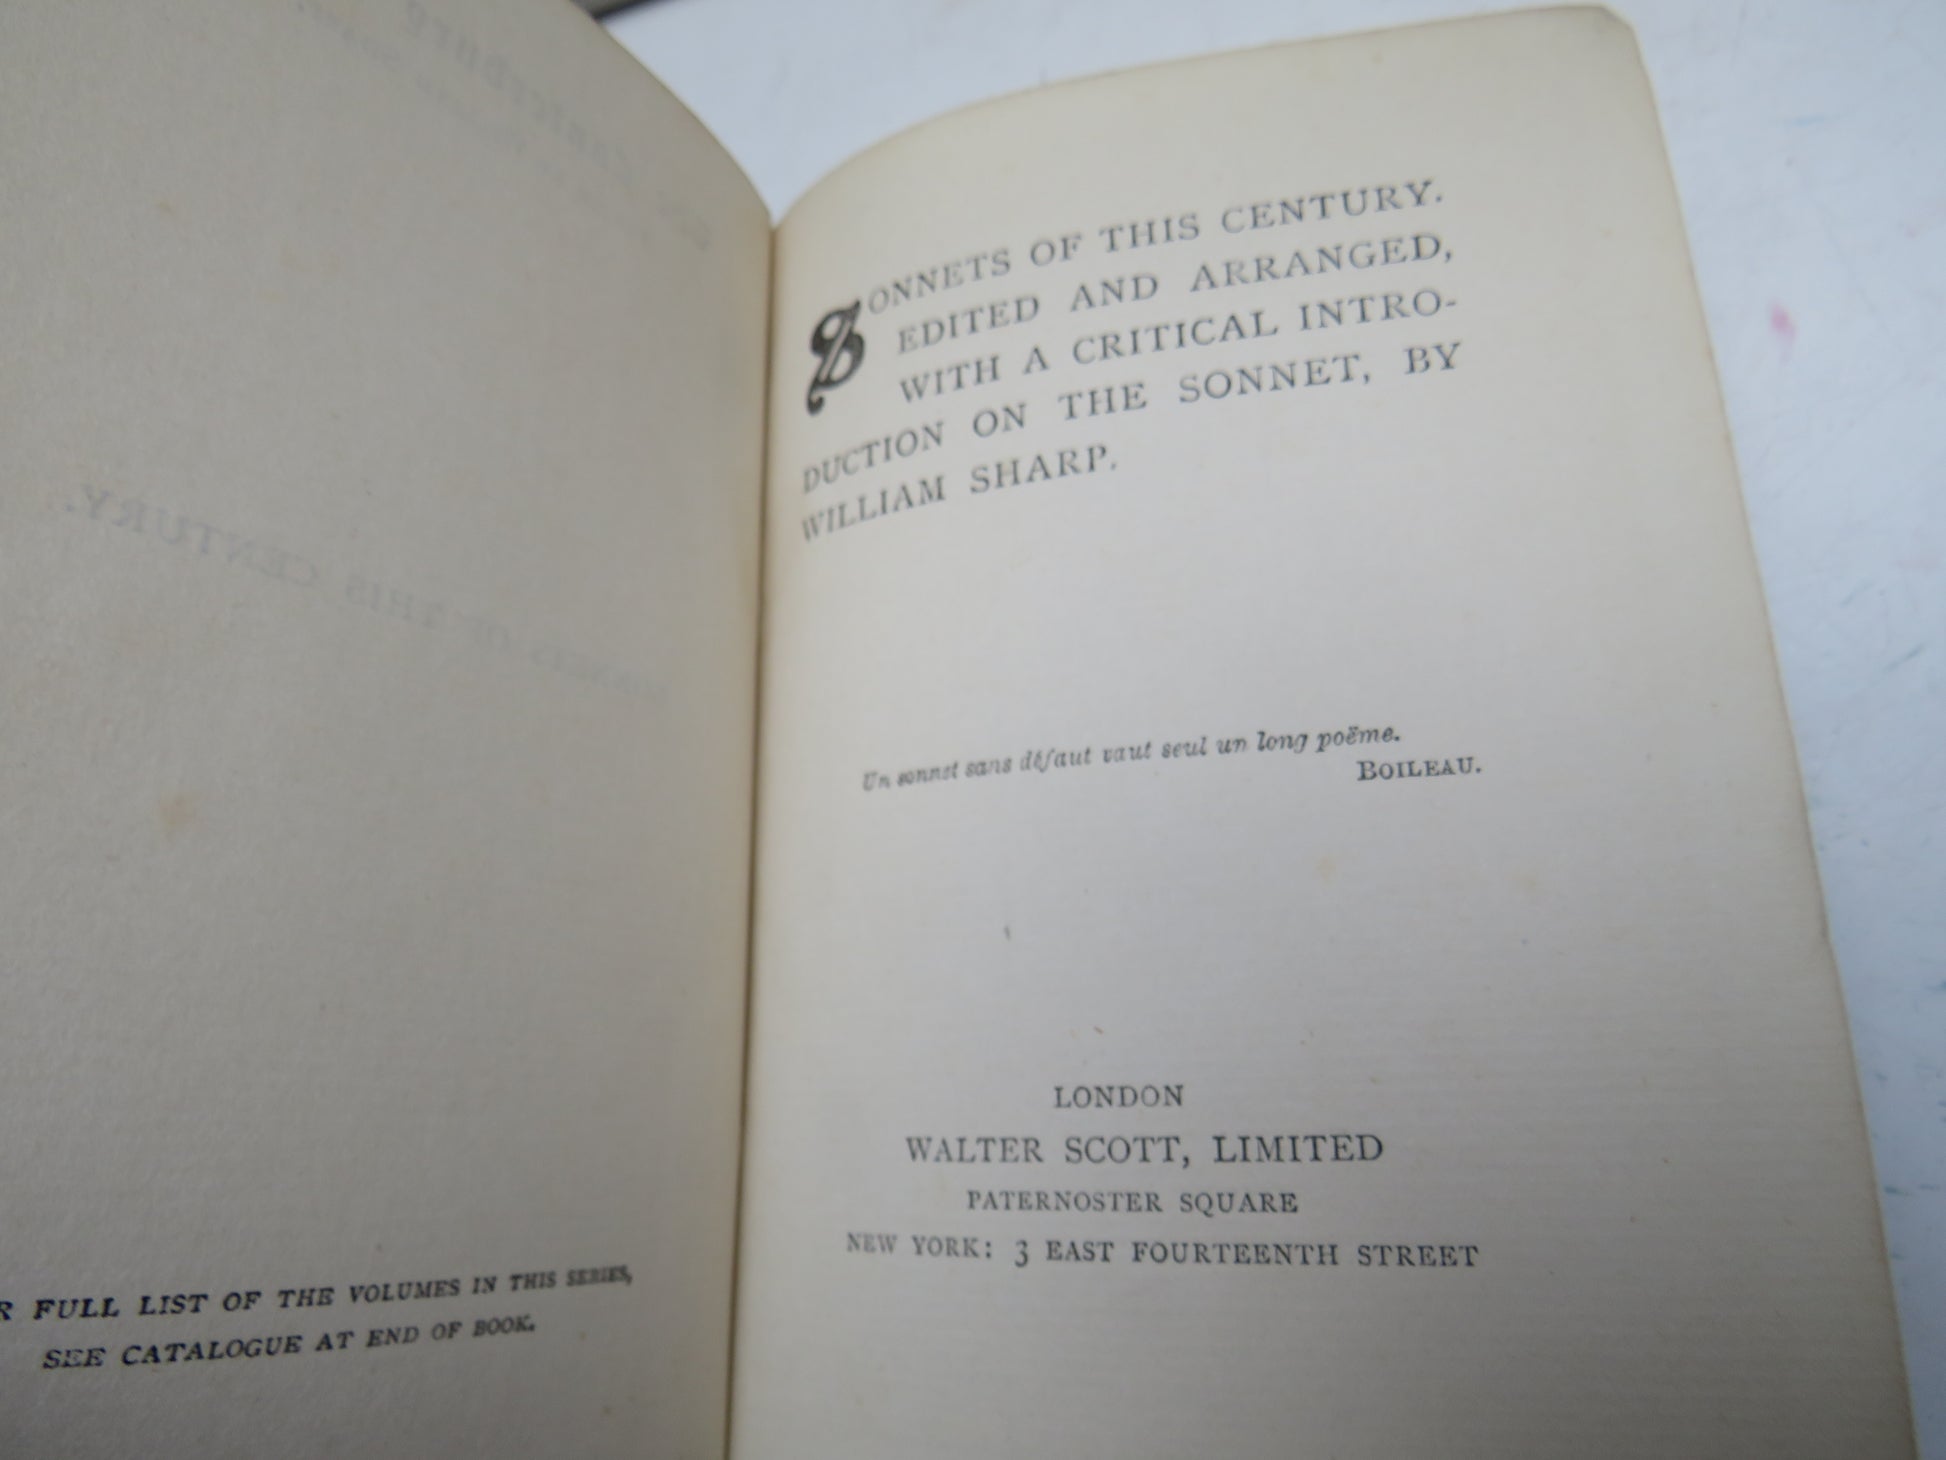 R FULL LIST OF THE VOLUMES IN THIS SERIES,
SEE CATALOGUE AT END OF BOOK.
SONNETS OF THIS CENTURY.
EDITED AND ARRANGED,
WITH A CRITICAL INTRO-
DUCTION ON THE SONNET, BY
WILLIAM SHARP.
Un sonnet sans défaut vaut seul un long poëme.
BOILEAU.
LONDON
WALTER SCOTT, LIMITED
PATERNOSTER SQUARE
NEW YORK: 3 EAST FOURTEENTH STREET